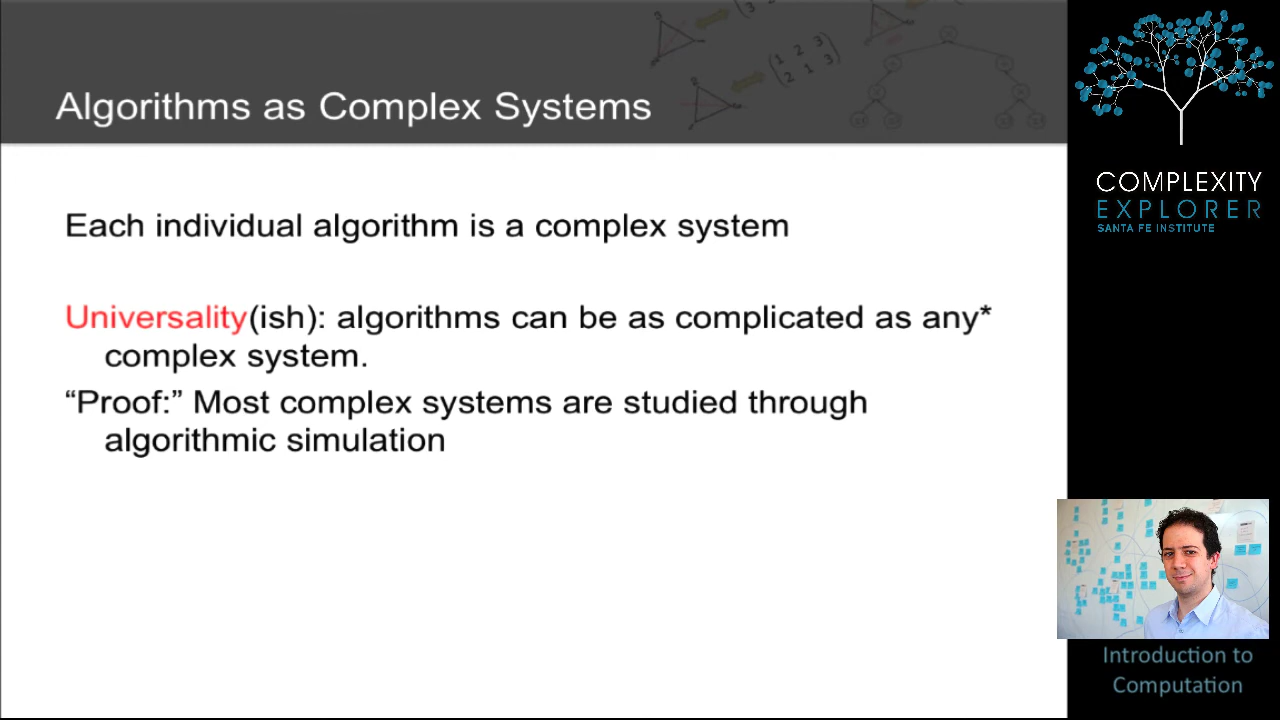 Algorithms as Complex Systems
Each individual algorithm is a complex system
Universality(ish): algorithms can be as complicated as any*
complex system.
“Proof:” Most complex systems are studied through
algorithmic simulation
COMPLEXITY
EXPLORER
SANTA FE INSTITUTE
Introduction to
Computation